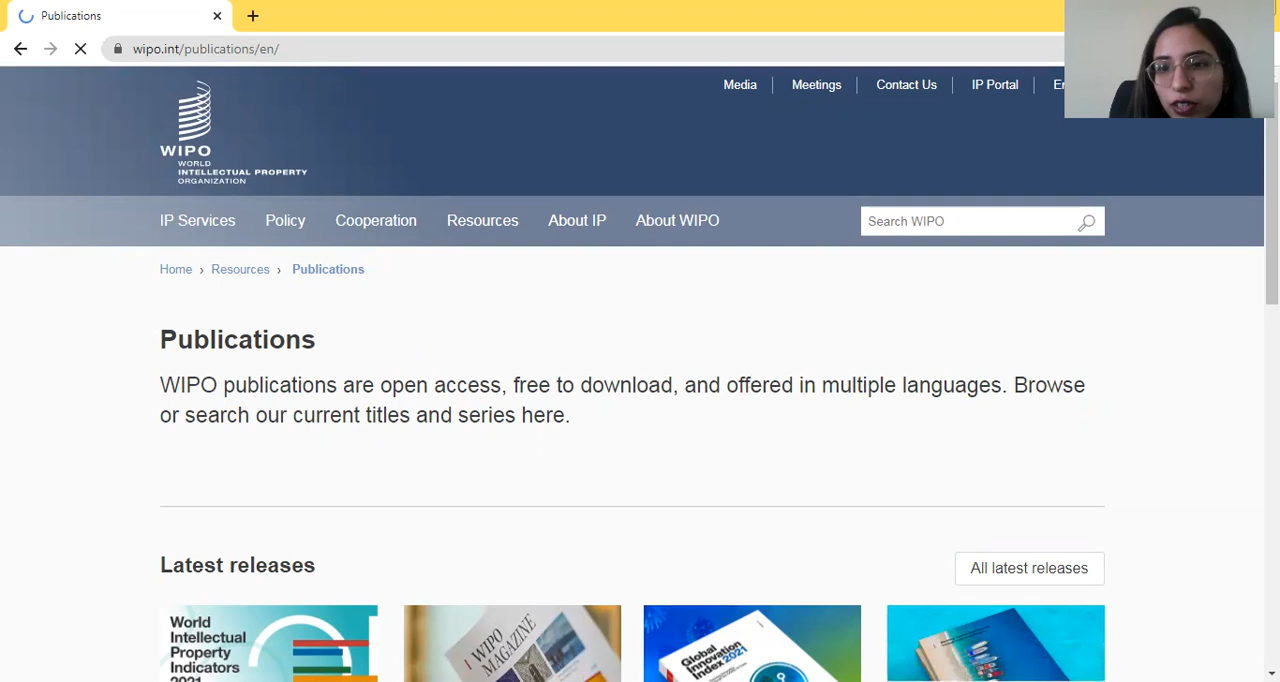 Publications
wipo.int/publications/en/
Media
Meetings
Contact Us
IP Portal
WIPO
WORLD
INTELLECTUAL PROPERTY
ORGANIZATION
IP Services
Policy
Cooperation
Resources
About IP
About WIPO
Search WIPO
Home › Resources › Publications
Publications
WIPO publications are open access, free to download, and offered in multiple languages. Browse
or search our current titles and series here.
Latest releases
All latest releases
World
Intellectual
Property
Indicators
2021
WIPO MAGAZINE
Global
Innovation
Index 2021